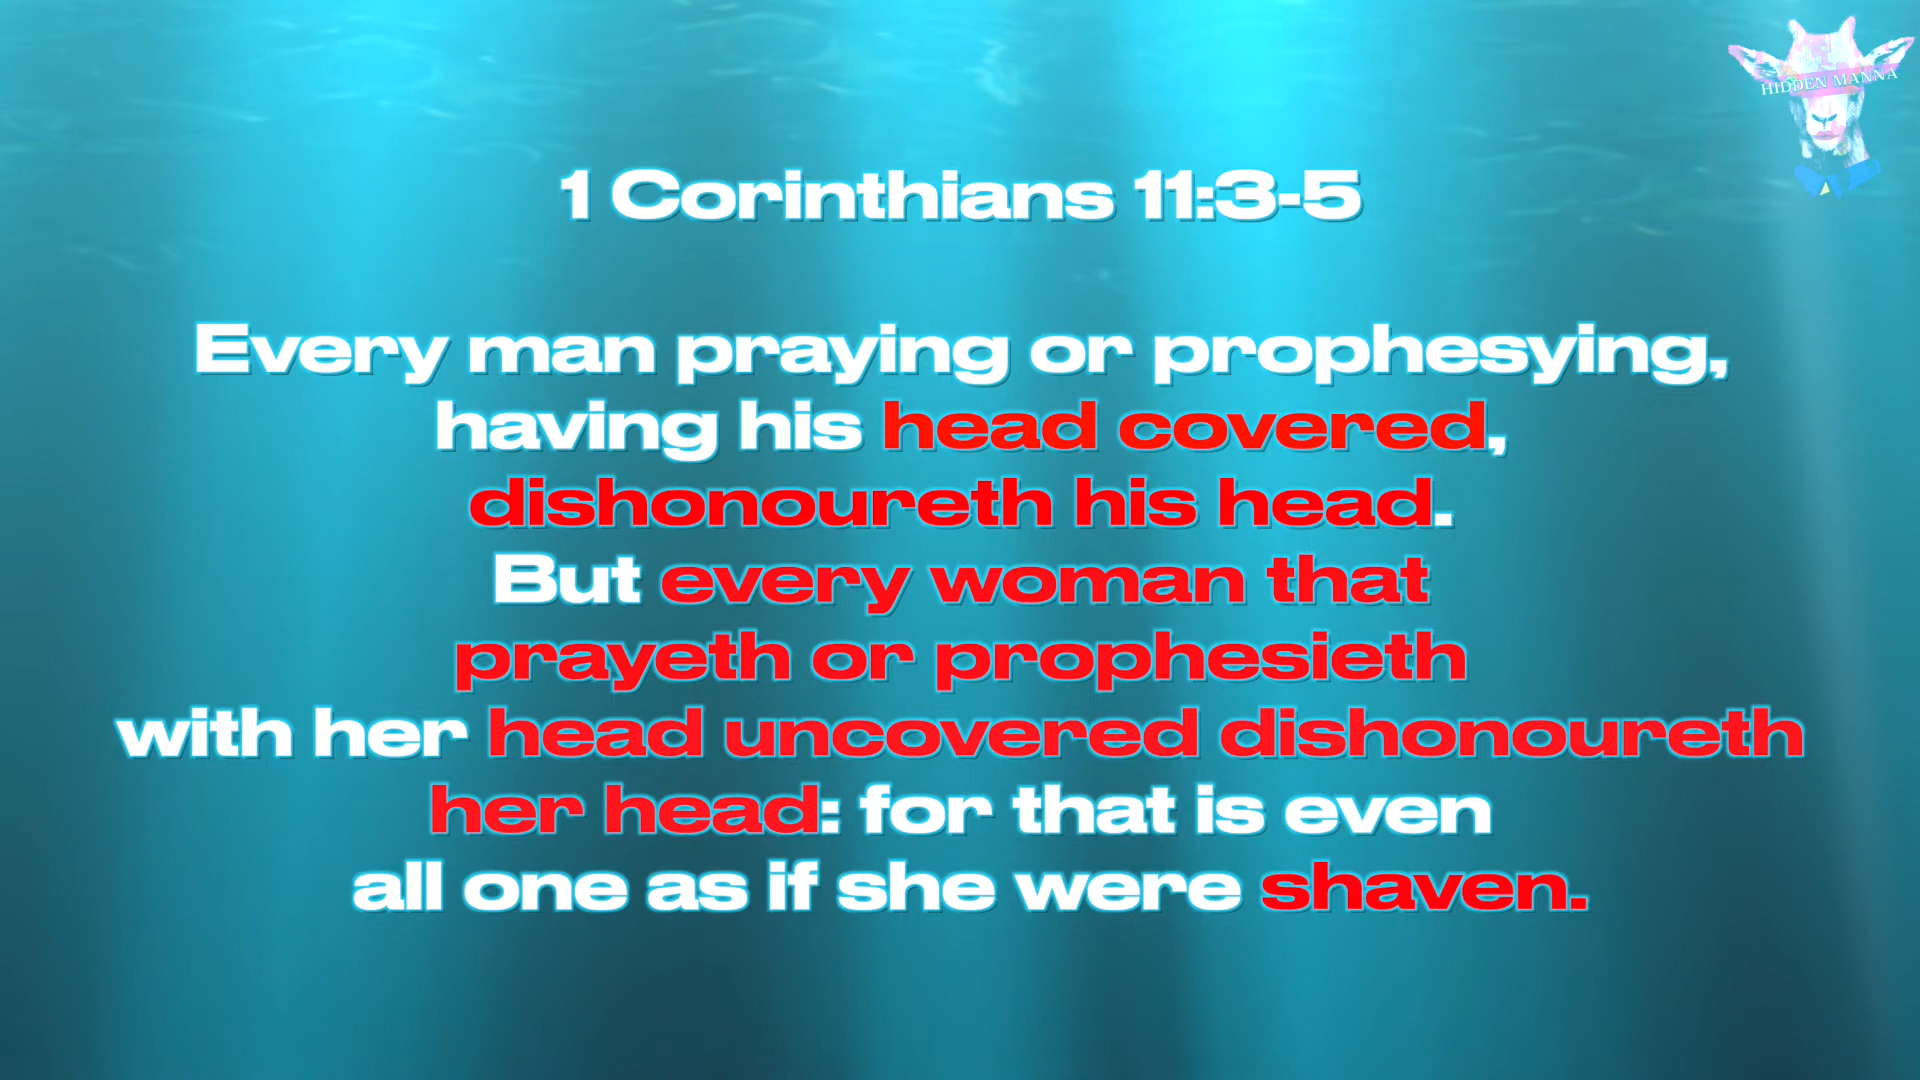 HIDDEN MANNA
1 Corinthians 11:3-5
Every man praying or prophesying,
having his head covered,
dishonoureth his head.
But every woman that
prayeth or prophesieth
with her head uncovered dishonoureth
her head: for that is even
all one as if she were shaven.